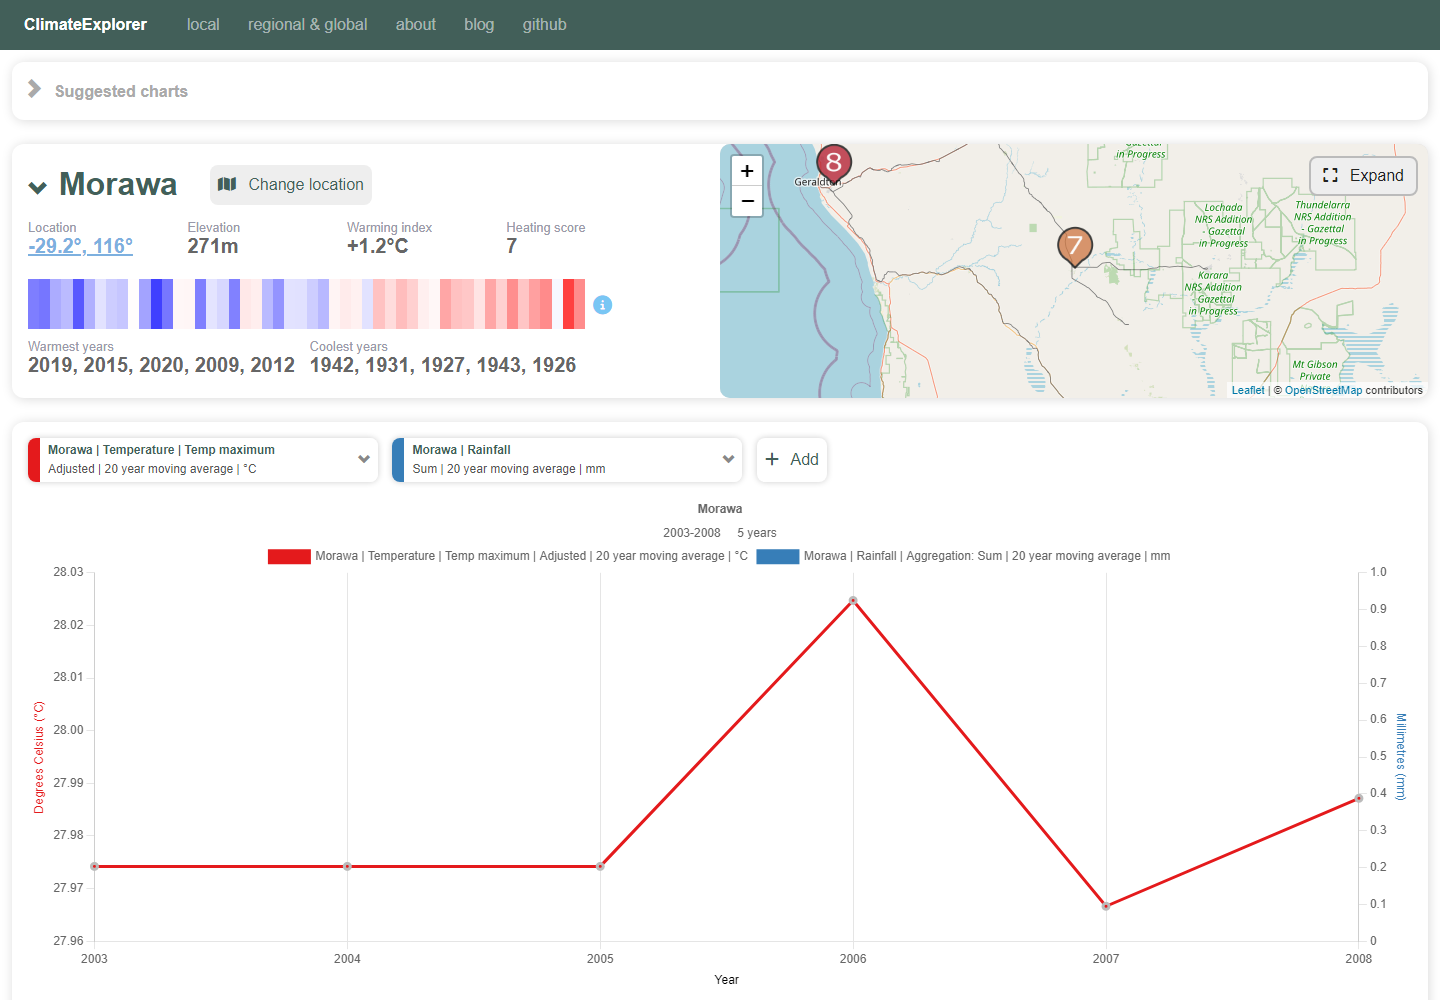 ClimateExplorer local regional & global about blog github
Suggested charts
Morawa Change location
Location Elevation Warming index Heating score
-29.2°, 116° 271m +1.2°C 7
Warmest years Coolest years
2019, 2015, 2020, 2009, 2012 1942, 1931, 1927, 1943, 1926
+
−
8
Geraldton
7
Gazettal
in Progress
Expand
Lochada
NRS Addition
- Gazettal
in Progress
Thundelarra
NRS Addition
- Gazettal
in Progress
Karara
NRS Addition
- Gazettal
in Progress
Mt Gibson
Private
Leaflet | © OpenStreetMap contributors
Morawa | Temperature | Temp maximum
Adjusted | 20 year moving average | °C
Morawa | Rainfall
Sum | 20 year moving average | mm
+ Add
Morawa
2003-2008 5 years
Morawa | Temperature | Temp maximum | Adjusted | 20 year moving average | °C Morawa | Rainfall | Aggregation: Sum | 20 year moving average | mm
Degrees Celsius (°C)
28.03
28.02
28.01
28.00
27.99
27.98
27.97
27.96
1.0
0.9
0.8
0.7
0.6
0.5
0.4
0.3
0.2
0.1
0
Millimetres (mm)
2003 2004 2005 2006 2007 2008
Year